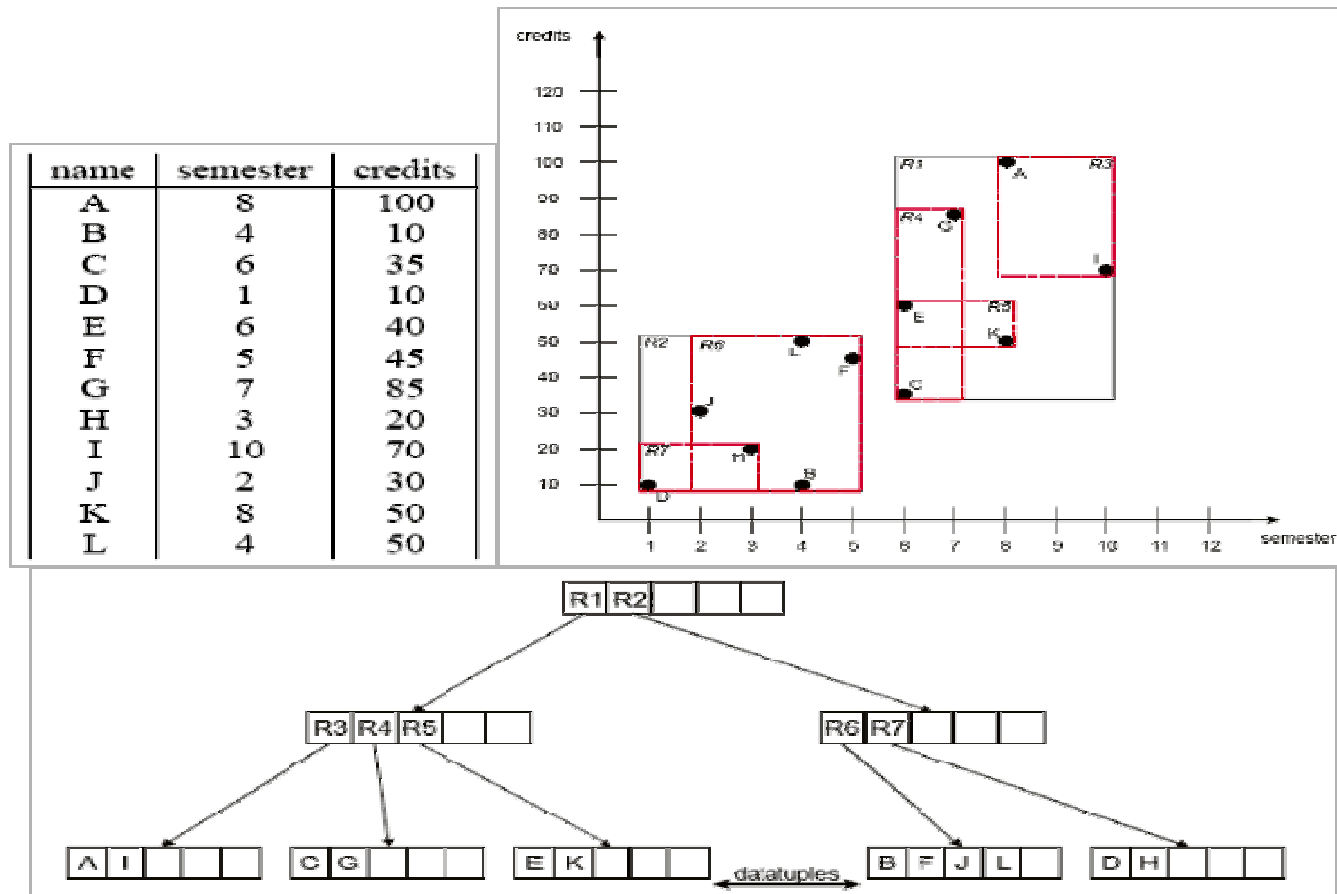 name semester credits
A 8 100
B 4 10
C 6 35
D 1 10
E 6 40
F 5 45
G 7 85
H 3 20
I 10 70
J 2 30
K 8 50
L 4 50
credits
120
110
100
90
80
70
60
50
40
30
20
10
R1 A R3
R4 G
I
E R5
K
C
R2 R6 L
F
J
R7 H B
D
1 2 3 4 5 6 7 8 9 10 11 12
semester
R1 R2
R3 R4 R5 R6 R7
A I C G E K B F J L D H
datatuples